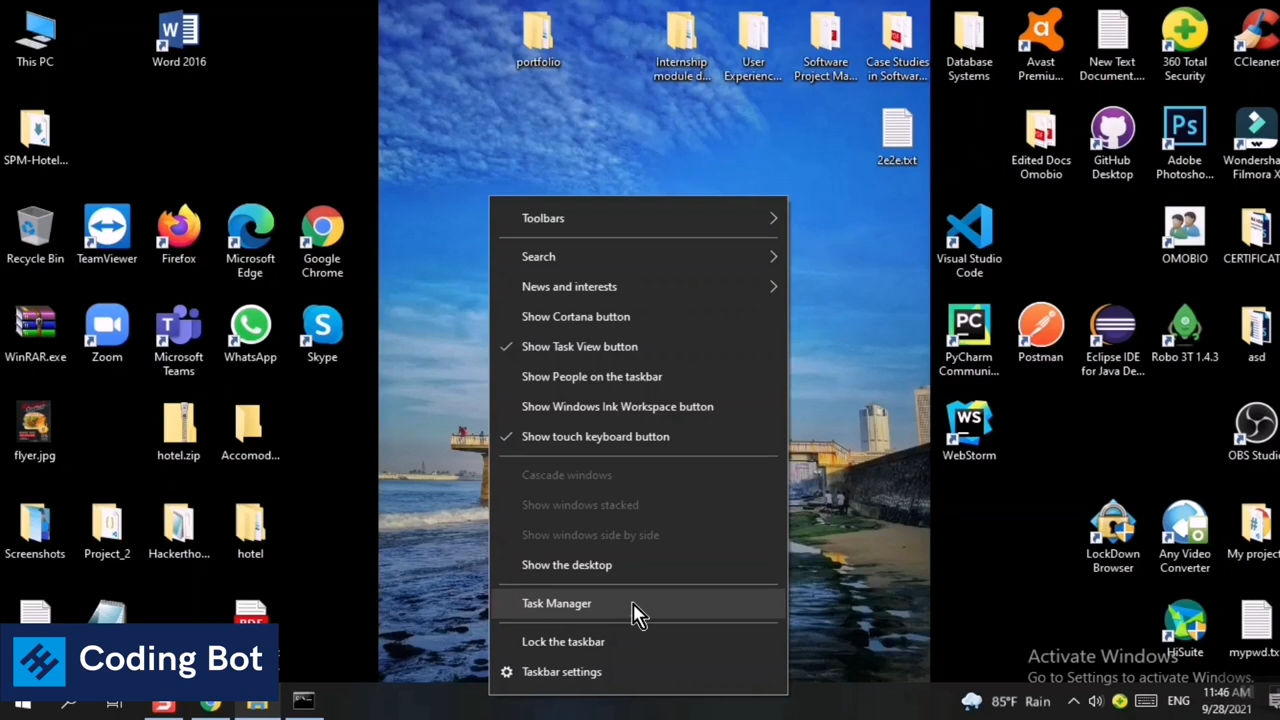 This PC
Word 2016
portfolio
Internship
module d...
User
Experienc...
Software
Project Ma...
Case Studies
in Softwar...
Database
Systems
Avast
Premiu...
New Text
Document....
360 Total
Security
CCleaner
SPM-Hotel...
2e2e.txt
Edited Docs
Omobio
GitHub
Desktop
Adobe
Photosho...
Wondersha
Filmora X
Recycle Bin
TeamViewer
Firefox
Microsoft
Edge
Google
Chrome
Visual Studio
Code
OMOBIO
CERTIFICAT
WinRAR.exe
Zoom
Microsoft
Teams
WhatsApp
Skype
PyCharm
Communi...
Postman
Eclipse IDE
for Java De...
Robo 3T 1.4.3
asd
flyer.jpg
hotel.zip
Accomod...
WebStorm
OBS Studi
Screenshots
Project_2
Hackertho...
hotel
LockDown
Browser
Any Video
Converter
My project
HiSuite
mypwd.tx
Toolbars
Search
News and interests
Show Cortana button
Show Task View button
Show People on the taskbar
Show Windows Ink Workspace button
Show touch keyboard button
Cascade windows
Show windows stacked
Show windows side by side
Show the desktop
Task Manager
Lock the taskbar
Taskbar settings
Coding Bot
Activate Windows
Go to Settings to activate Windows.
85°F Rain
ENG
11:46 AM
9/28/2021